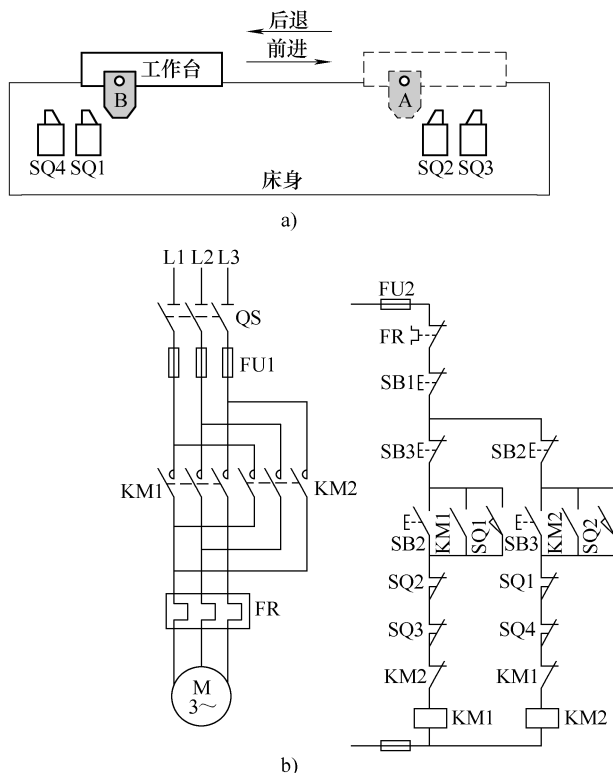 后退
前进
工作台
B
A
SQ4 SQ1
SQ2 SQ3
床身
a)
L1 L2 L3
QS
FU1
KM1
KM2
FR
M
3~
FU2
FR
SB1
SB3
SB2
SB2
KM1
SQ1
SB3
KM2
SQ2
SQ2
SQ1
SQ3
SQ4
KM2
KM1
KM1
KM2
b)